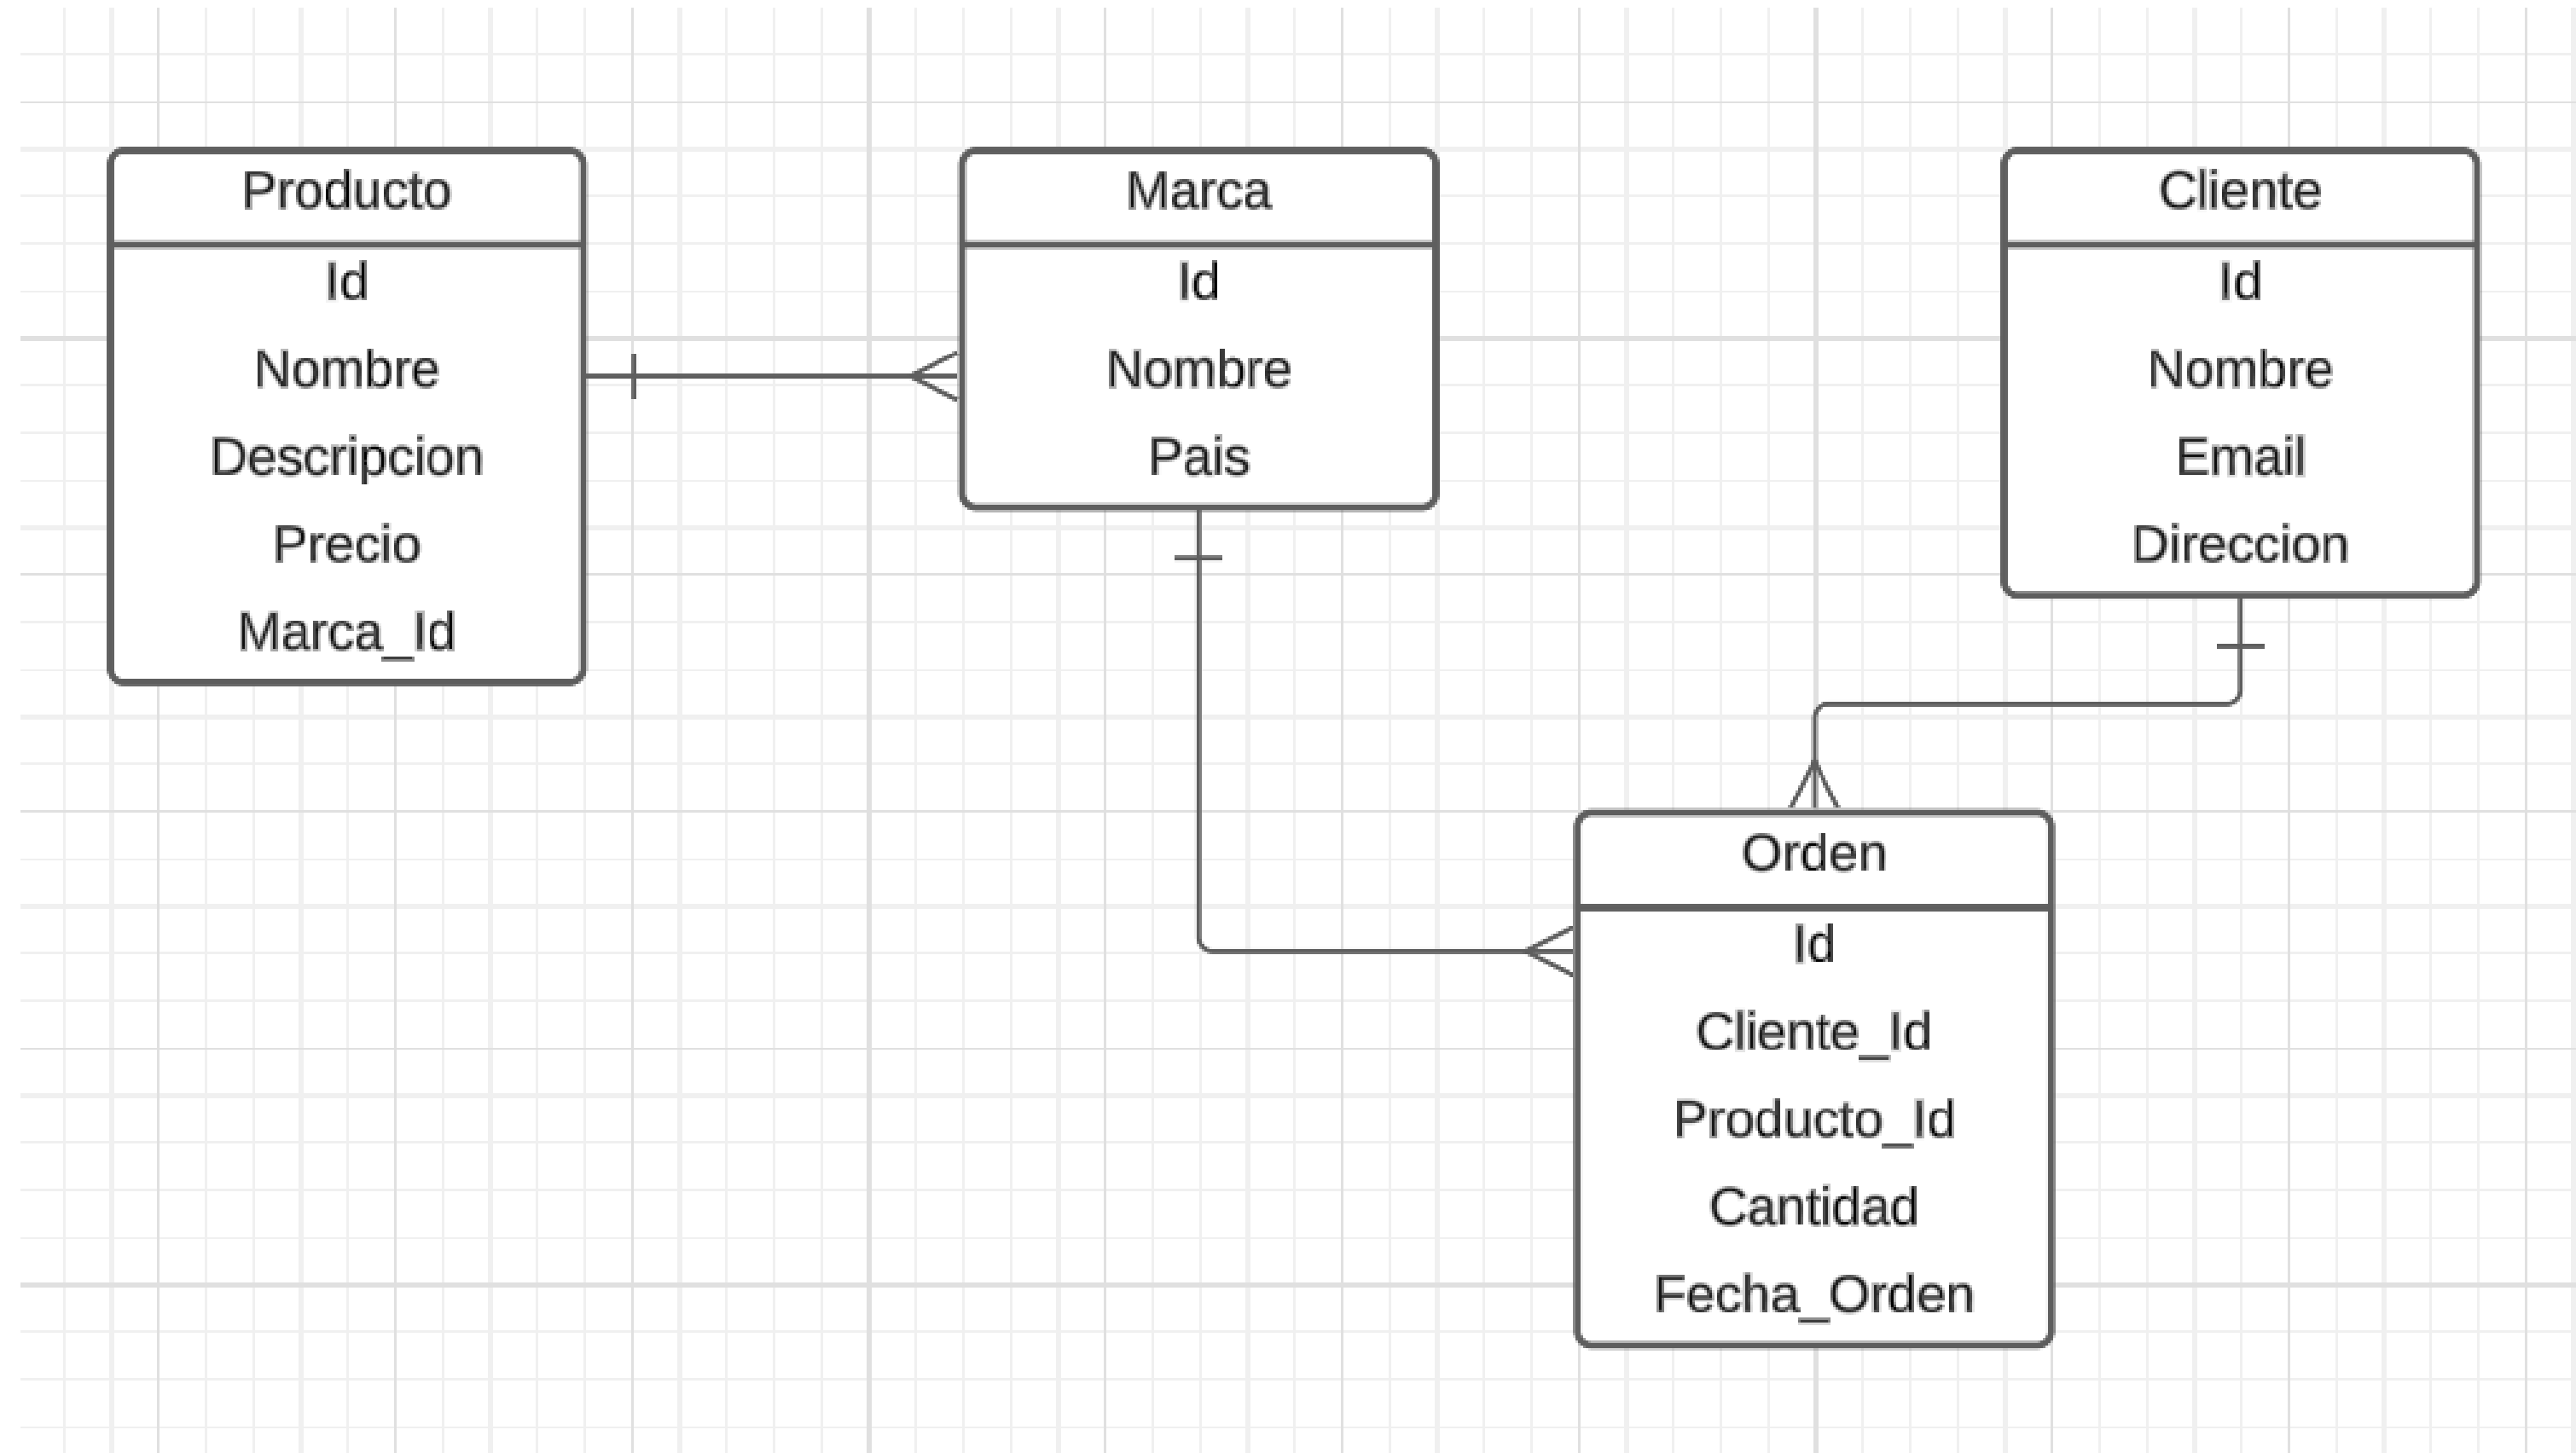 Producto
Id
Nombre
Descripcion
Precio
Marca_Id
Marca
Id
Nombre
Pais
Cliente
Id
Nombre
Email
Direccion
Orden
Id
Cliente_Id
Producto_Id
Cantidad
Fecha_Orden